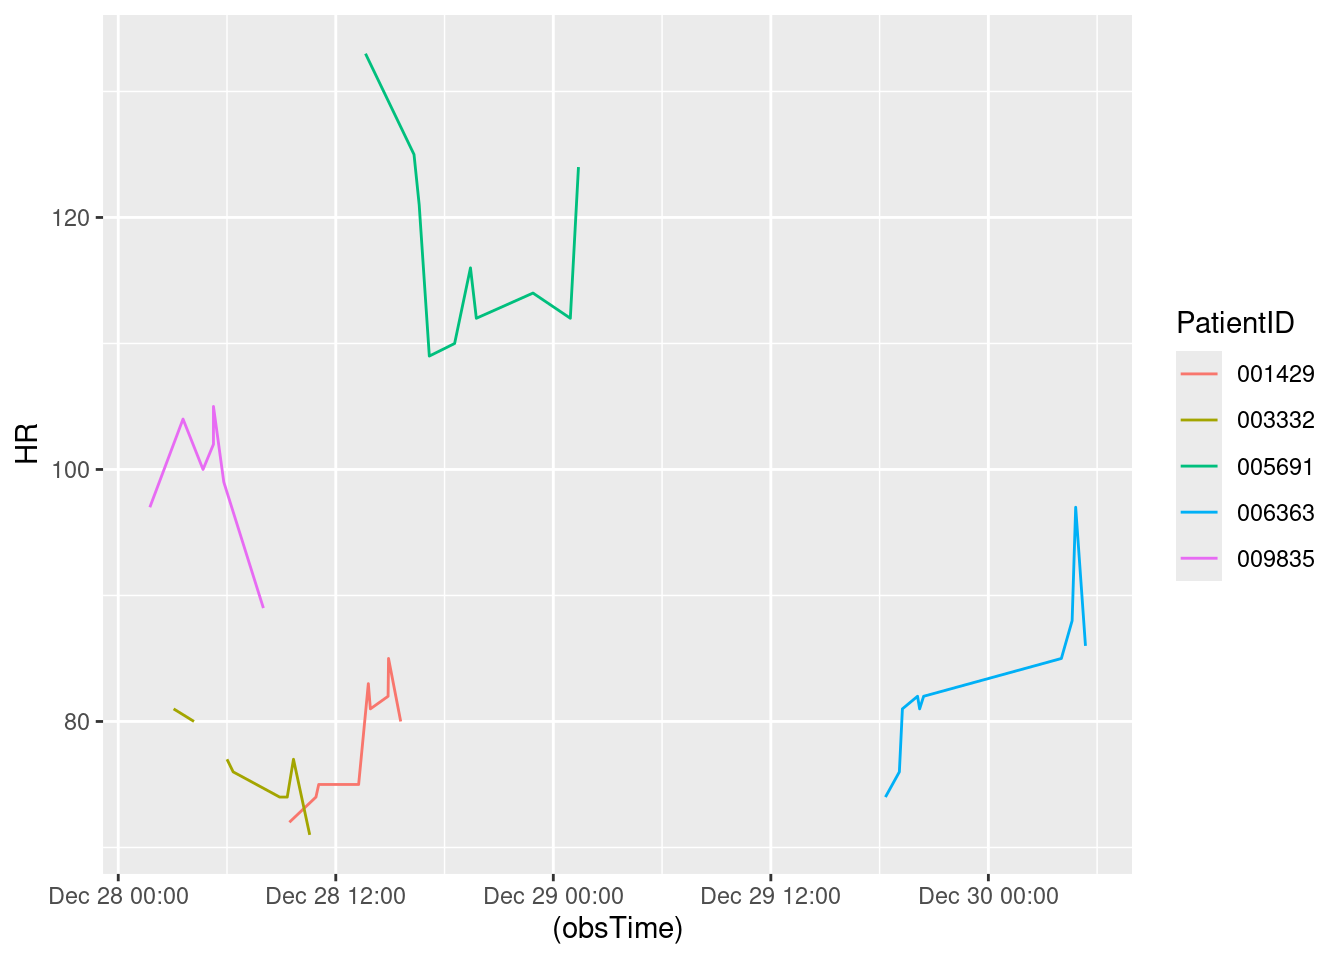 HR
120
100
80
Dec 28 00:00
Dec 28 12:00
Dec 29 00:00
Dec 29 12:00
Dec 30 00:00
(obsTime)
PatientID
001429
003332
005691
006363
009835